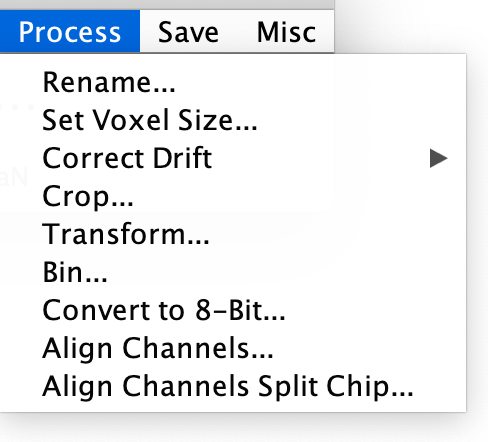 Process Save Misc
Rename...
Set Voxel Size...
Correct Drift
Crop...
Transform...
Bin...
Convert to 8-Bit...
Align Channels...
Align Channels Split Chip...